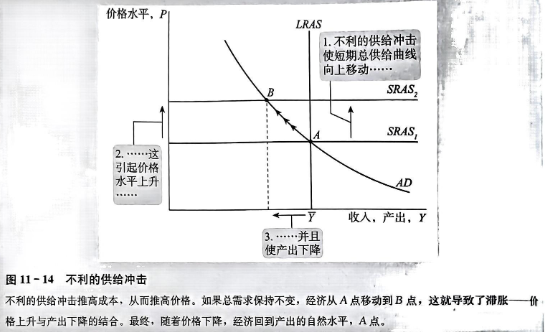 价格水平，P
LRAS
1. 不利的供给冲击
使短期总供给曲线
向上移动……
B
SRAS₂
2. ……这
引起价格
水平上升
……
A
SRAS₁
AD
Ȳ
收入，产出，Y
3. ……并且
使产出下降
图 11-14 不利的供给冲击
不利的供给冲击推高成本，从而推高价格。如果总需求保持不变，经济从 A 点移动到 B 点，这就导致了滞胀——价
格上升与产出下降的结合。最终，随着价格下降，经济回到产出的自然水平，A 点。